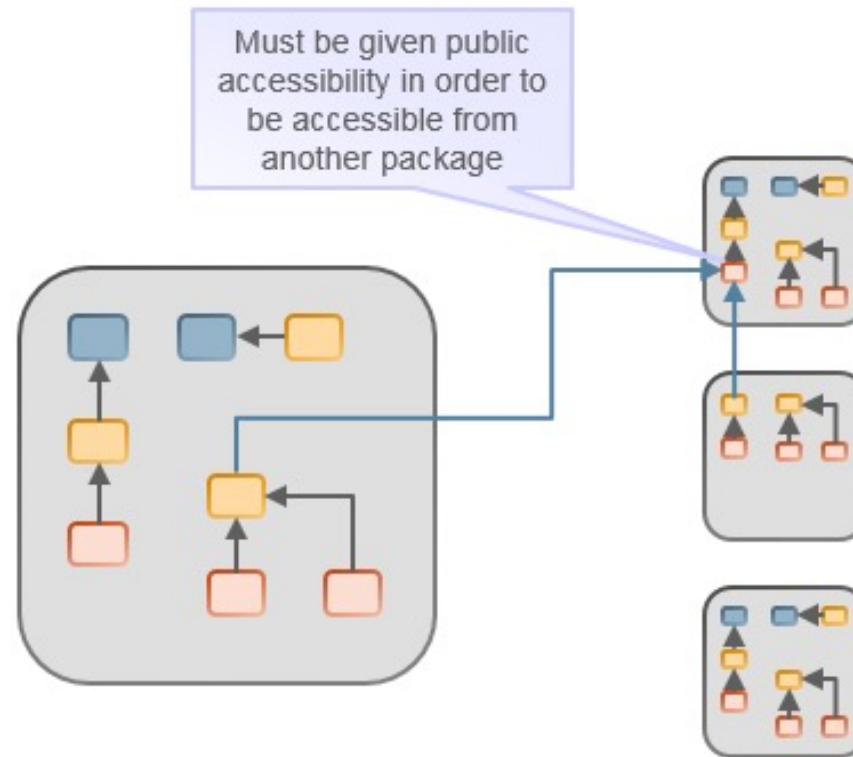 Must be given public
accessibility in order to
be accessible from
another package